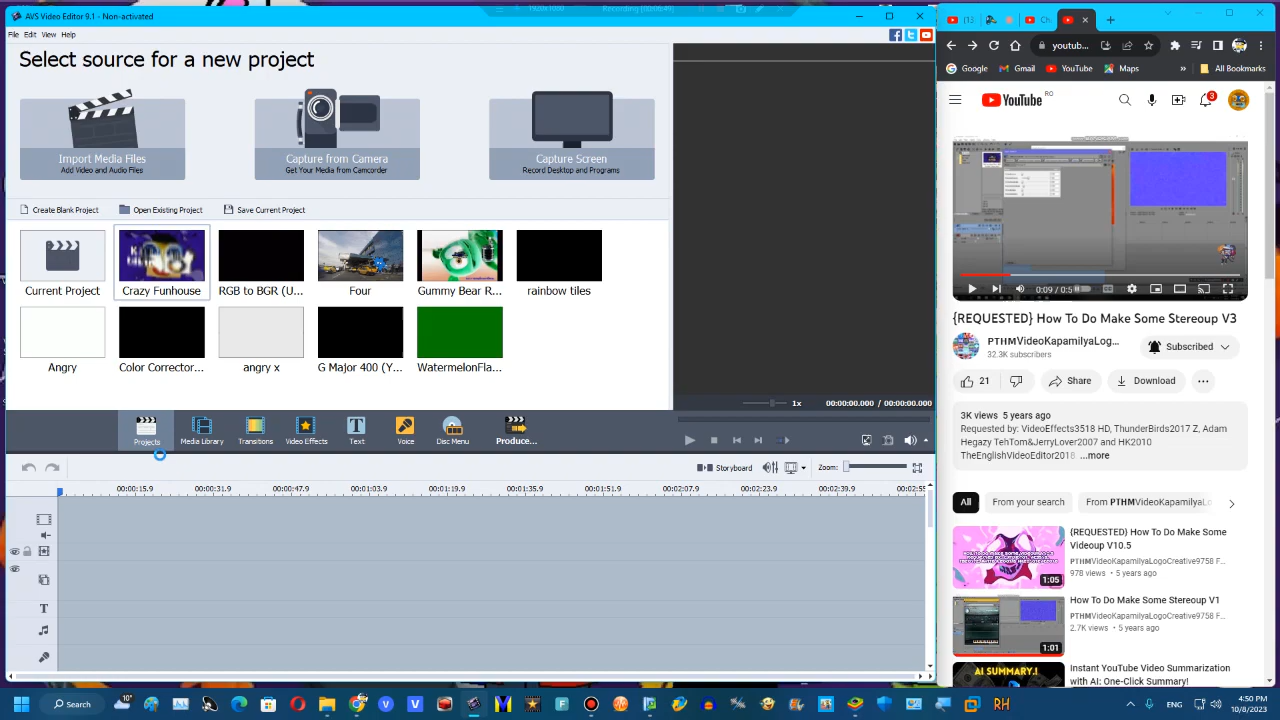 AVS Video Editor 9.1 - Non-activated
File Edit View Help
Select source for a new project
Import Media Files
Add Video and Audio Files
Capture from Camera
Your Media from Camcorder
Capture Screen
Record Desktop and Programs
Create Blank Project
Open Existing Project
Save Current Project
Current Project
Crazy Funhouse
RGB to BGR (U...
Four
Gummy Bear R...
rainbow tiles
Angry
Color Corrector...
angry x
G Major 400 (Y...
WatermelonFla...
1x
00:00:00.000 / 00:00:00.000
Projects
Media Library
Transitions
Video Effects
Text
Voice
Disc Menu
Produce...
Storyboard
Zoom:
00:00:15.9 00:00:31.9 00:00:47.9 00:01:03.9 00:01:19.9 00:01:35.9 00:01:51.9 00:02:07.9 00:02:23.9 00:02:39.9 00:02:55
T
youtub...
Google
Gmail
YouTube
Maps
»
All Bookmarks
YouTube RO
3
0:09 / 0:5
{REQUESTED} How To Do Make Some Stereoup V3
PTHMVideoKapamilyaLog...
32.3K subscribers
Subscribed
21
Share
Download
3K views 5 years ago
Requested by: VideoEffects3518 HD, ThunderBirds2017 Z, Adam
Hegazy TehTom&JerryLover2007 and HK2010
TheEnglishVideoEditor2018 ...more
All
From your search
From PTHMVideoKapamilyaLo
{REQUESTED} How To Do Make Some
Videoup V10.5
PTHMVideoKapamilyaLogoCreative9758 F...
978 views • 5 years ago
1:05
How To Do Make Some Stereoup V1
PTHMVideoKapamilyaLogoCreative9758 F...
2.7K views • 5 years ago
1:01
Instant YouTube Video Summarization
with AI: One-Click Summary!
AI SUMMARY.I
Search
10°
ENG
4:50 PM
10/8/2023